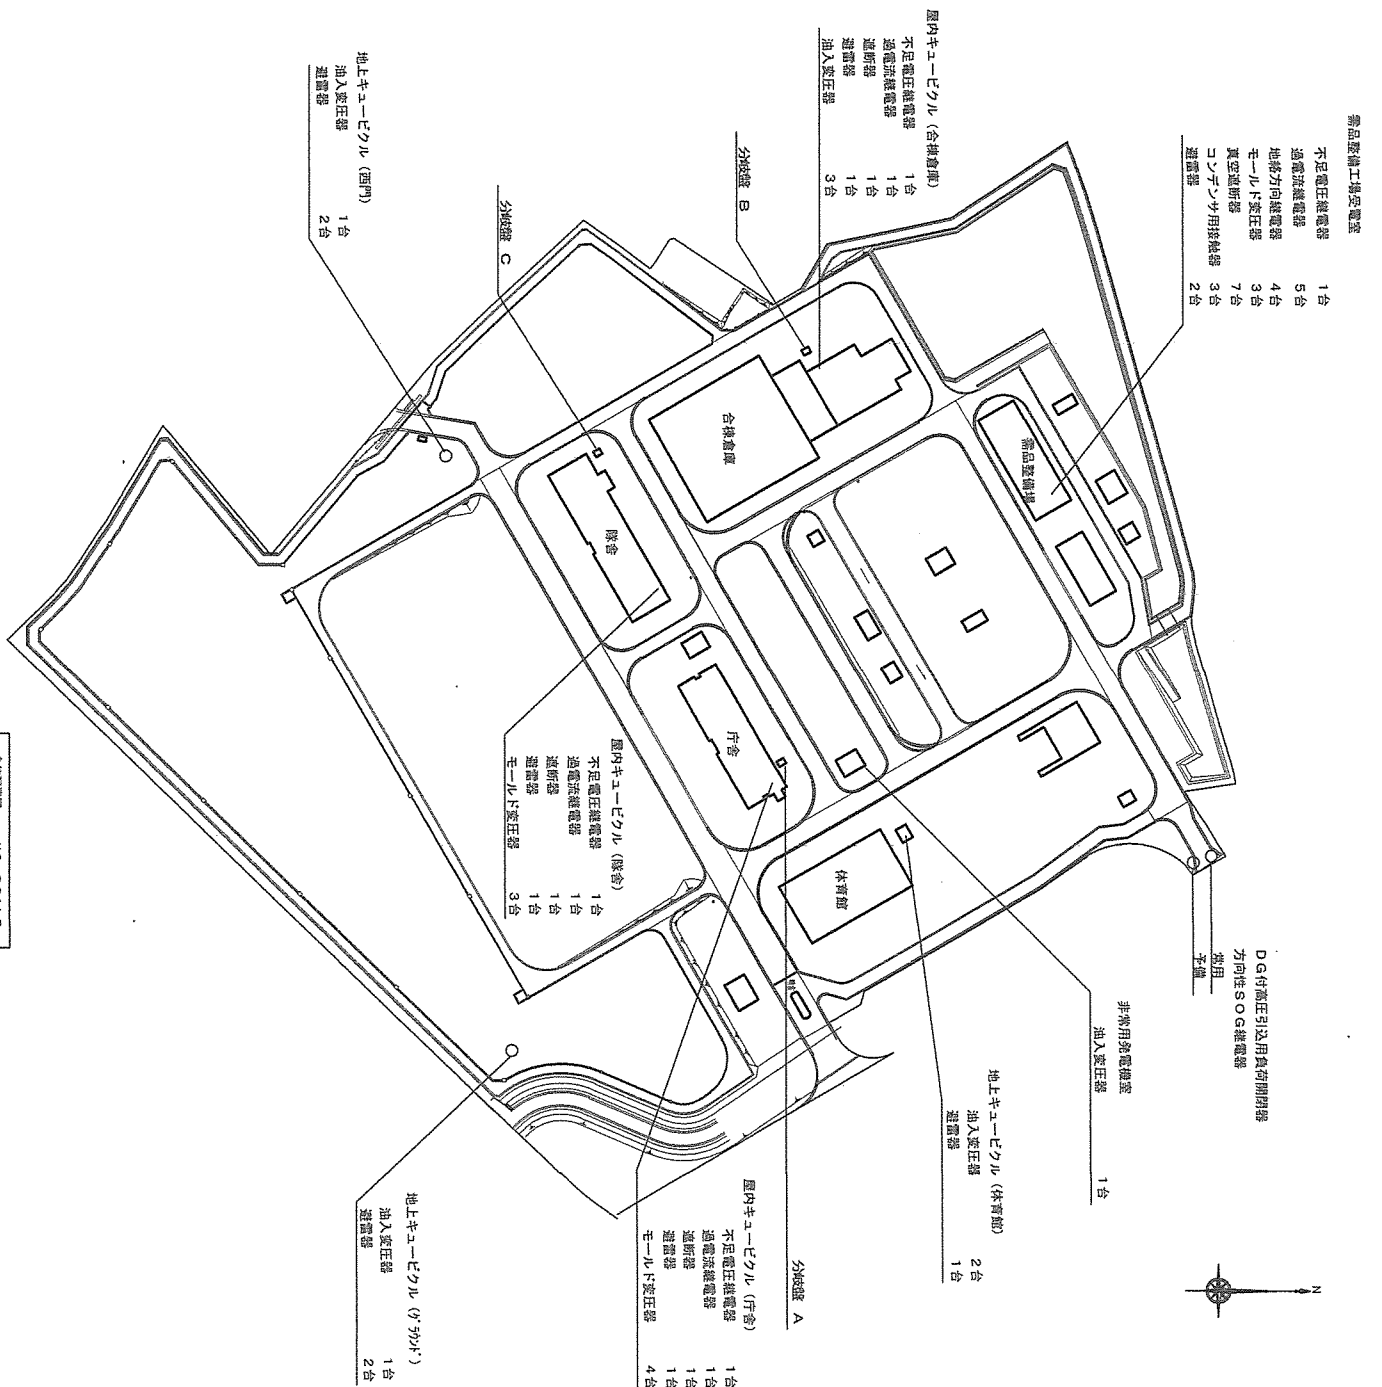 需品整備工場受電室
不足電圧継電器 1台
過電流継電器 5台
地絡方向継電器 4台
モールド変圧器 3台
真空遮断器 7台
コンデンサ用接触器 3台
避雷器 2台
屋内キュービクル (合棟倉庫)
不足電圧継電器 1台
過電流継電器 1台
遮断器 1台
避雷器 1台
油入変圧器 3台
分岐盤 B
分岐盤 C
地上キュービクル (西門)
油入変圧器 1台
避雷器 2台
需品整備場
合棟倉庫
隊舎
庁舎
体育館
屋内キュービクル (隊舎)
不足電圧継電器 1台
過電流継電器 1台
遮断器 1台
避雷器 1台
モールド変圧器 3台
DG付高圧引込用負荷開閉器
方向性SOG継電器
常用
予備
非常用発電機室
油入変圧器 1台
地上キュービクル (体育館)
油入変圧器 2台
避雷器 1台
分岐盤 A
屋内キュービクル (庁舎)
不足電圧継電器 1台
過電流継電器 1台
遮断器 1台
避雷器 1台
モールド変圧器 4台
地上キュービクル (グラウンド)
油入変圧器 1台
避雷器 2台
N